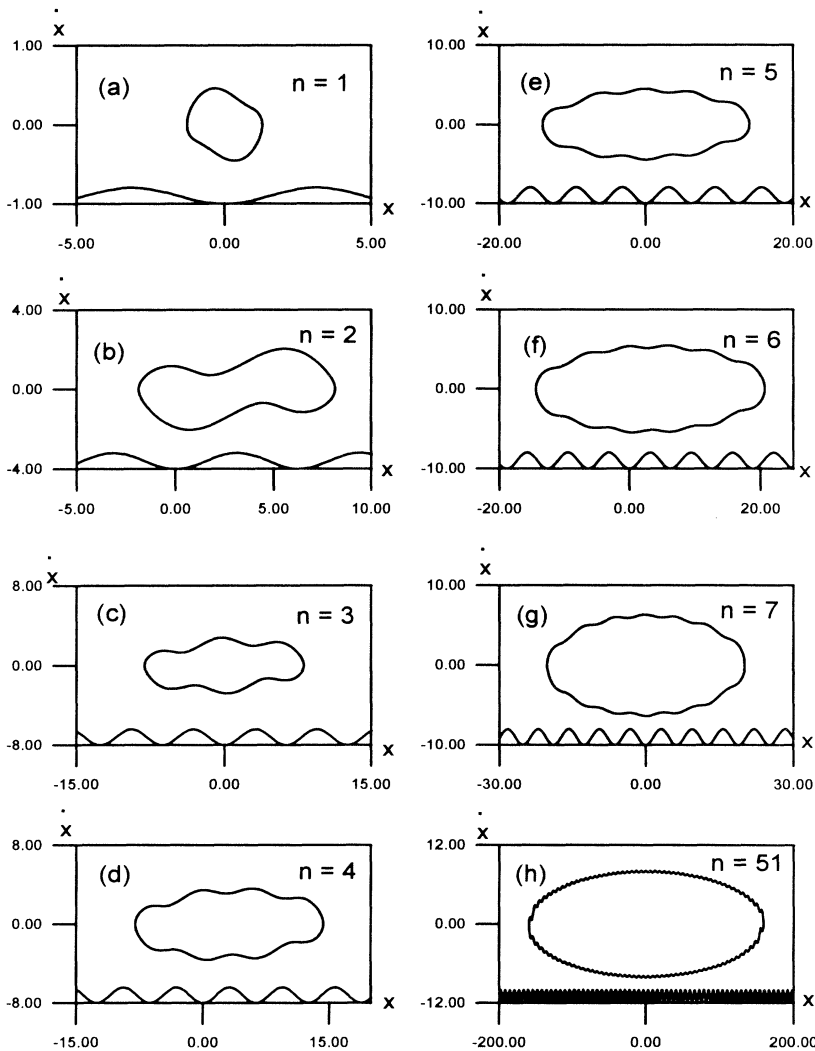 ẋ
1.00
(a)
n = 1
0.00
-1.00
x
-5.00 0.00 5.00
ẋ
4.00
(b)
n = 2
0.00
-4.00
x
-5.00 0.00 5.00 10.00
ẋ
8.00
(c)
n = 3
0.00
-8.00
x
-15.00 0.00 15.00
ẋ
8.00
(d)
n = 4
0.00
-8.00
x
-15.00 0.00 15.00
ẋ
10.00
(e)
n = 5
0.00
-10.00
x
-20.00 0.00 20.00
ẋ
10.00
(f)
n = 6
0.00
-10.00
x
-20.00 0.00 20.00
ẋ
10.00
(g)
n = 7
0.00
-10.00
x
-30.00 0.00 30.00
ẋ
12.00
(h)
n = 51
0.00
-12.00
x
-200.00 0.00 200.00